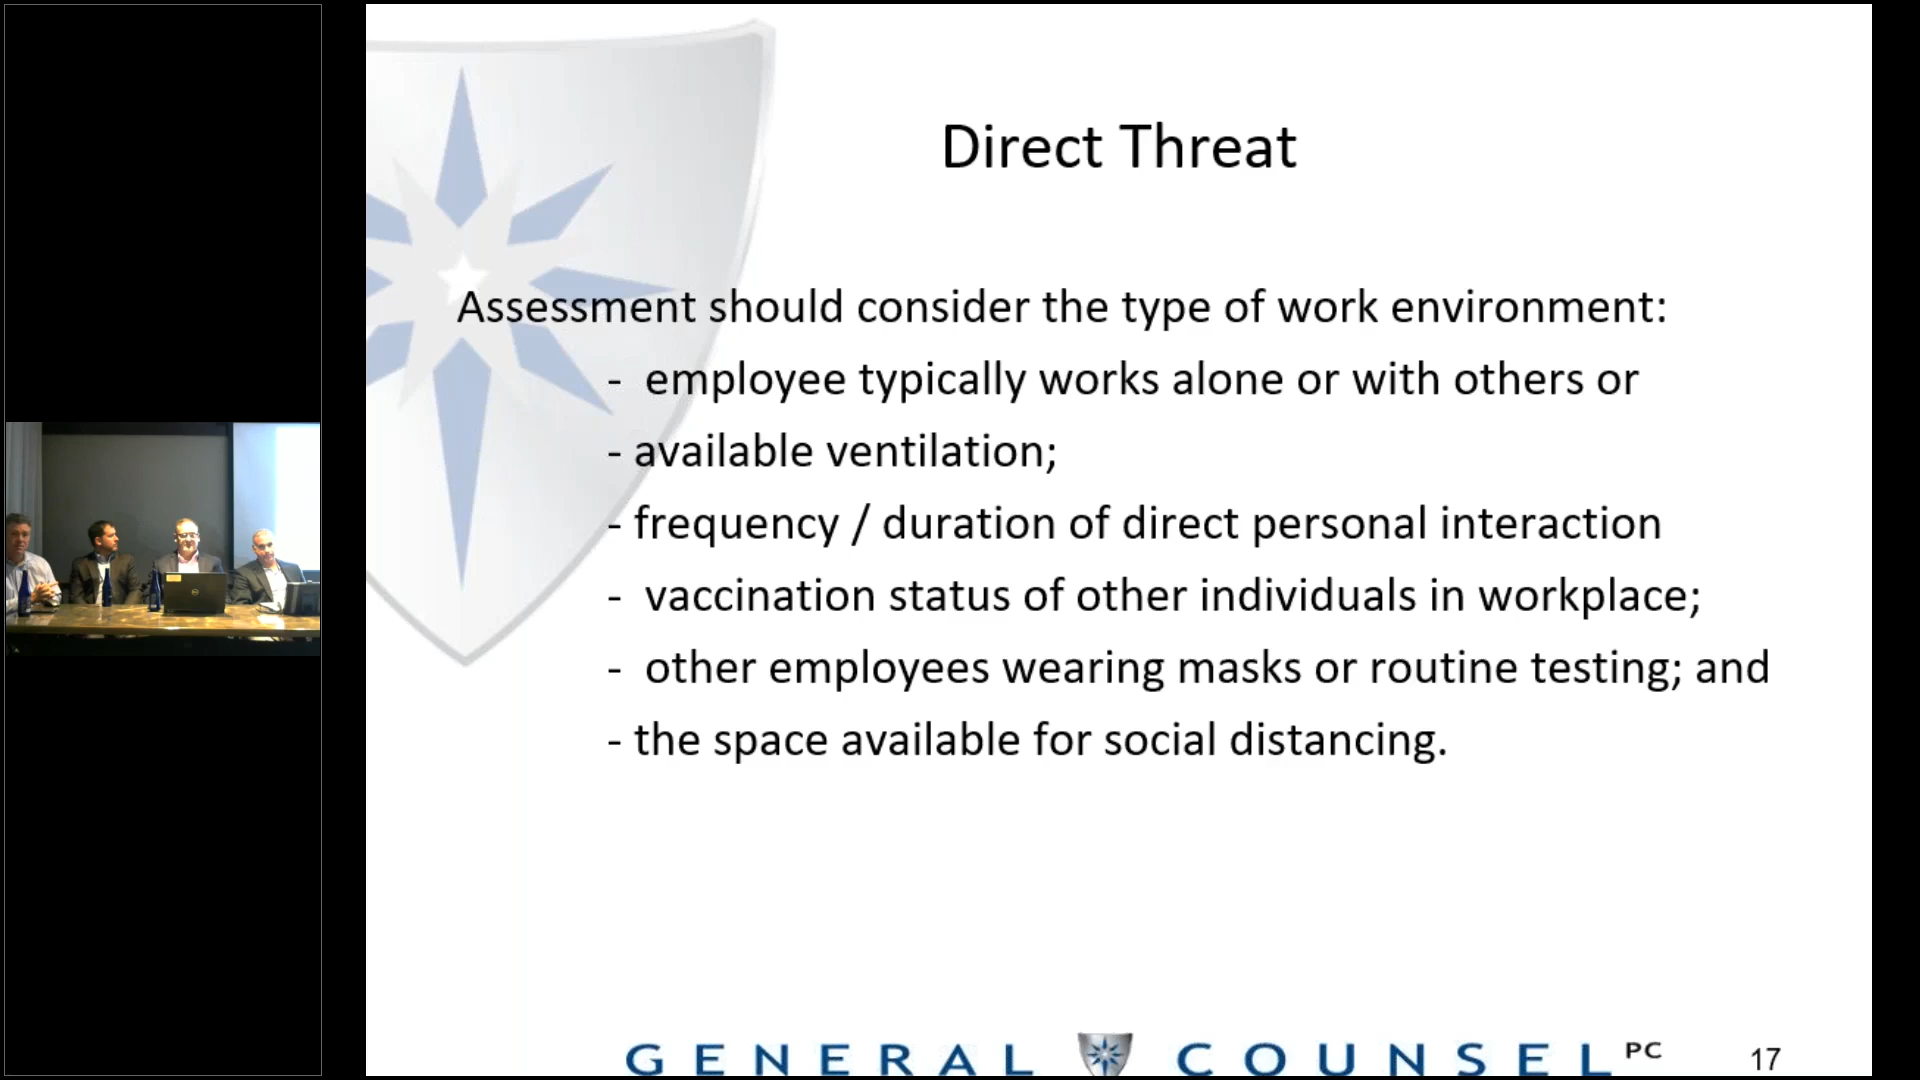 Direct Threat
Assessment should consider the type of work environment:
- employee typically works alone or with others or
- available ventilation;
- frequency / duration of direct personal interaction
- vaccination status of other individuals in workplace;
- other employees wearing masks or routine testing; and
- the space available for social distancing.
GENERAL COUNSEL PC
17